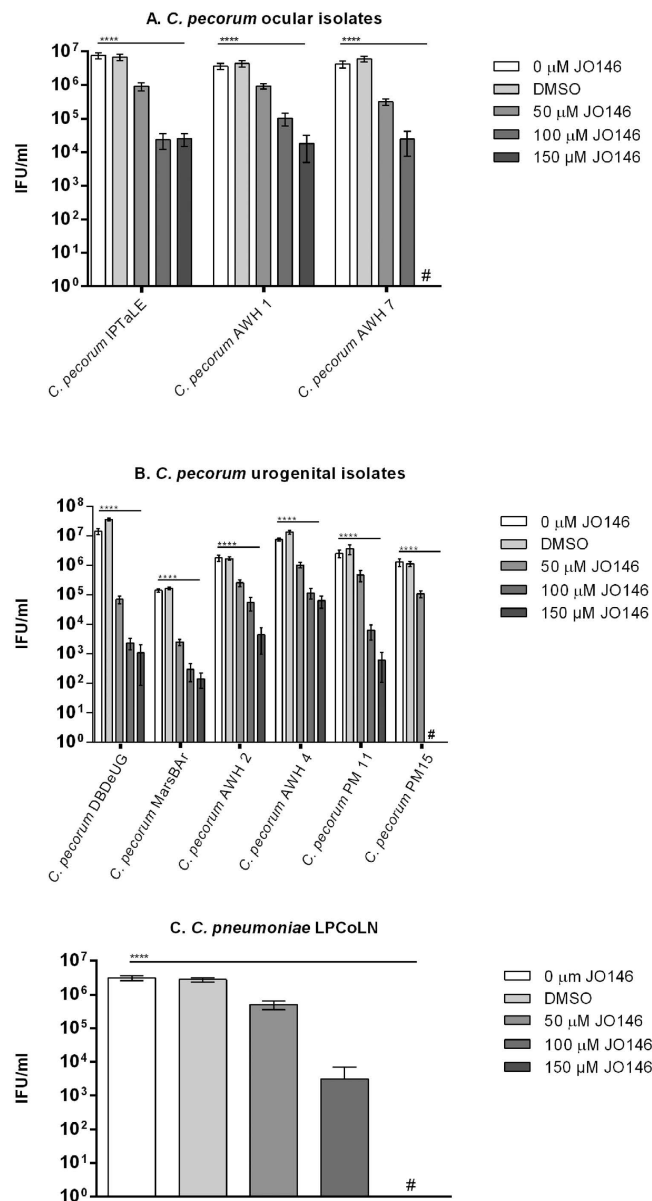 A. C. pecorum ocular isolates
****
****
****
10⁷
10⁶
10⁵
10⁴
10³
10²
10¹
10⁰
IFU/ml
#
C. pecorum IPTaLE
C. pecorum AWH 1
C. pecorum AWH 7
0 μM JO146
DMSO
50 μM JO146
100 μM JO146
150 µM JO146
B. C. pecorum urogenital isolates
****
****
****
****
****
****
10⁸
10⁷
10⁶
10⁵
10⁴
10³
10²
10¹
10⁰
IFU/ml
#
C. pecorum DBDeUG
C. pecorum MarsBAr
C. pecorum AWH 2
C. pecorum AWH 4
C. pecorum PM 11
C. pecorum PM15
0 μM JO146
DMSO
50 μM JO146
100 μM JO146
150 µM JO146
C. C. pneumoniae LPCoLN
****
10⁷
10⁶
10⁵
10⁴
10³
10²
10¹
10⁰
IFU/ml
#
0 μm JO146
DMSO
50 μM JO146
100 μM JO146
150 µM JO146